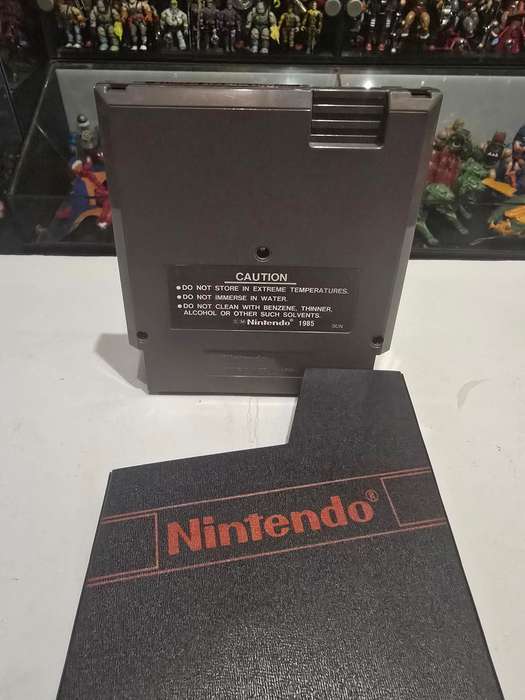 CAUTION
●DO NOT STORE IN EXTREME TEMPERATURES.
●DO NOT IMMERSE IN WATER.
●DO NOT CLEAN WITH BENZENE, THINNER,
ALCOHOL OR OTHER SUCH SOLVENTS.
Nintendo® 1985
Nintendo®